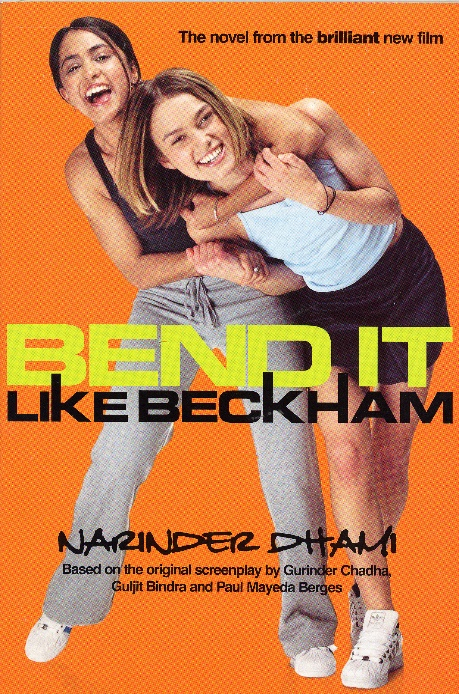 The novel from the brilliant new film
BEND IT
LIKE BECKHAM
NARINDER DHAMI
Based on the original screenplay by Gurinder Chadha,
Guljit Bindra and Paul Mayeda Berges